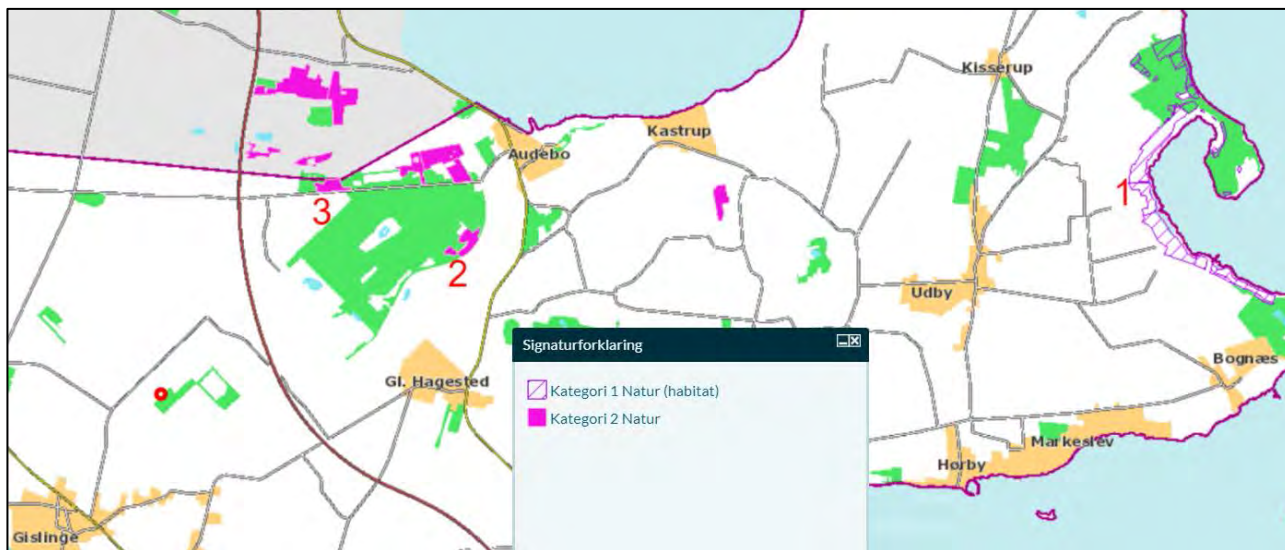 Kisserup
Kastrup
Audebo
1
3
2
Udby
Signaturforklaring
Bognæs
Gl. Hagested
Kategori 1 Natur (habitat)
Kategori 2 Natur
Markeslev
Hørby
Gislinge